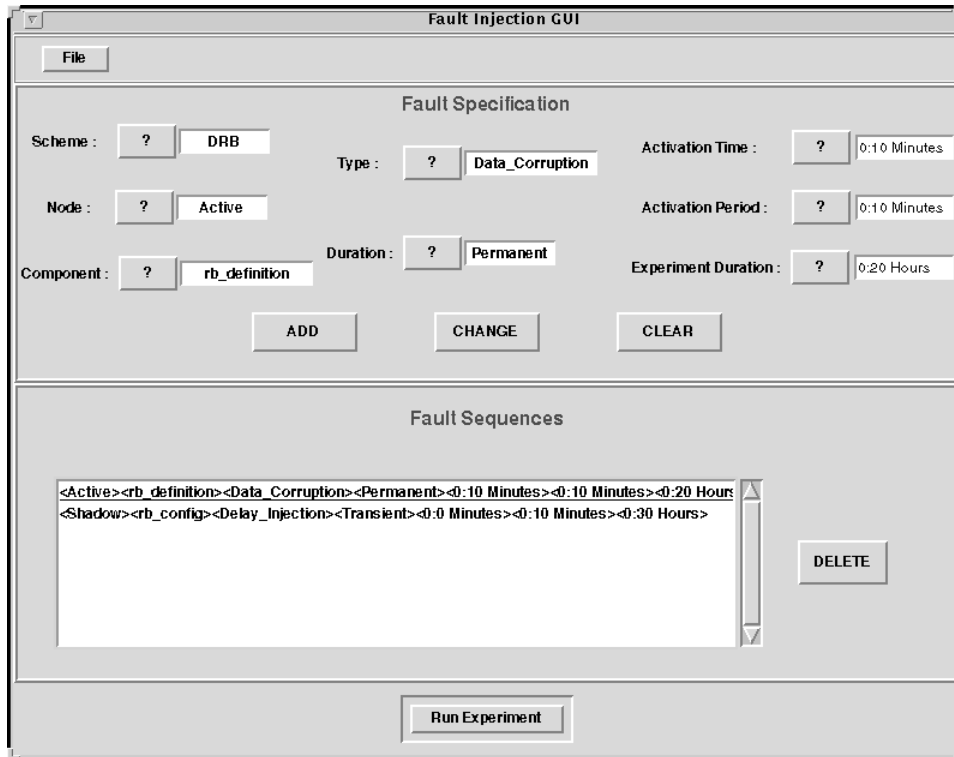 Fault Injection GUI
File
Fault Specification
Scheme : ? DRB
Type : ? Data_Corruption
Activation Time : ? 0:10 Minutes
Node : ? Active
Activation Period : ? 0:10 Minutes
Duration : ? Permanent
Component : ? rb_definition
Experiment Duration : ? 0:20 Hours
ADD CHANGE CLEAR
Fault Sequences
<Active><rb_definition><Data_Corruption><Permanent><0:10 Minutes><0:10 Minutes><0:20 Hours
<Shadow><rb_config><Delay_Injection><Transient><0:0 Minutes><0:10 Minutes><0:30 Hours>
DELETE
Run Experiment